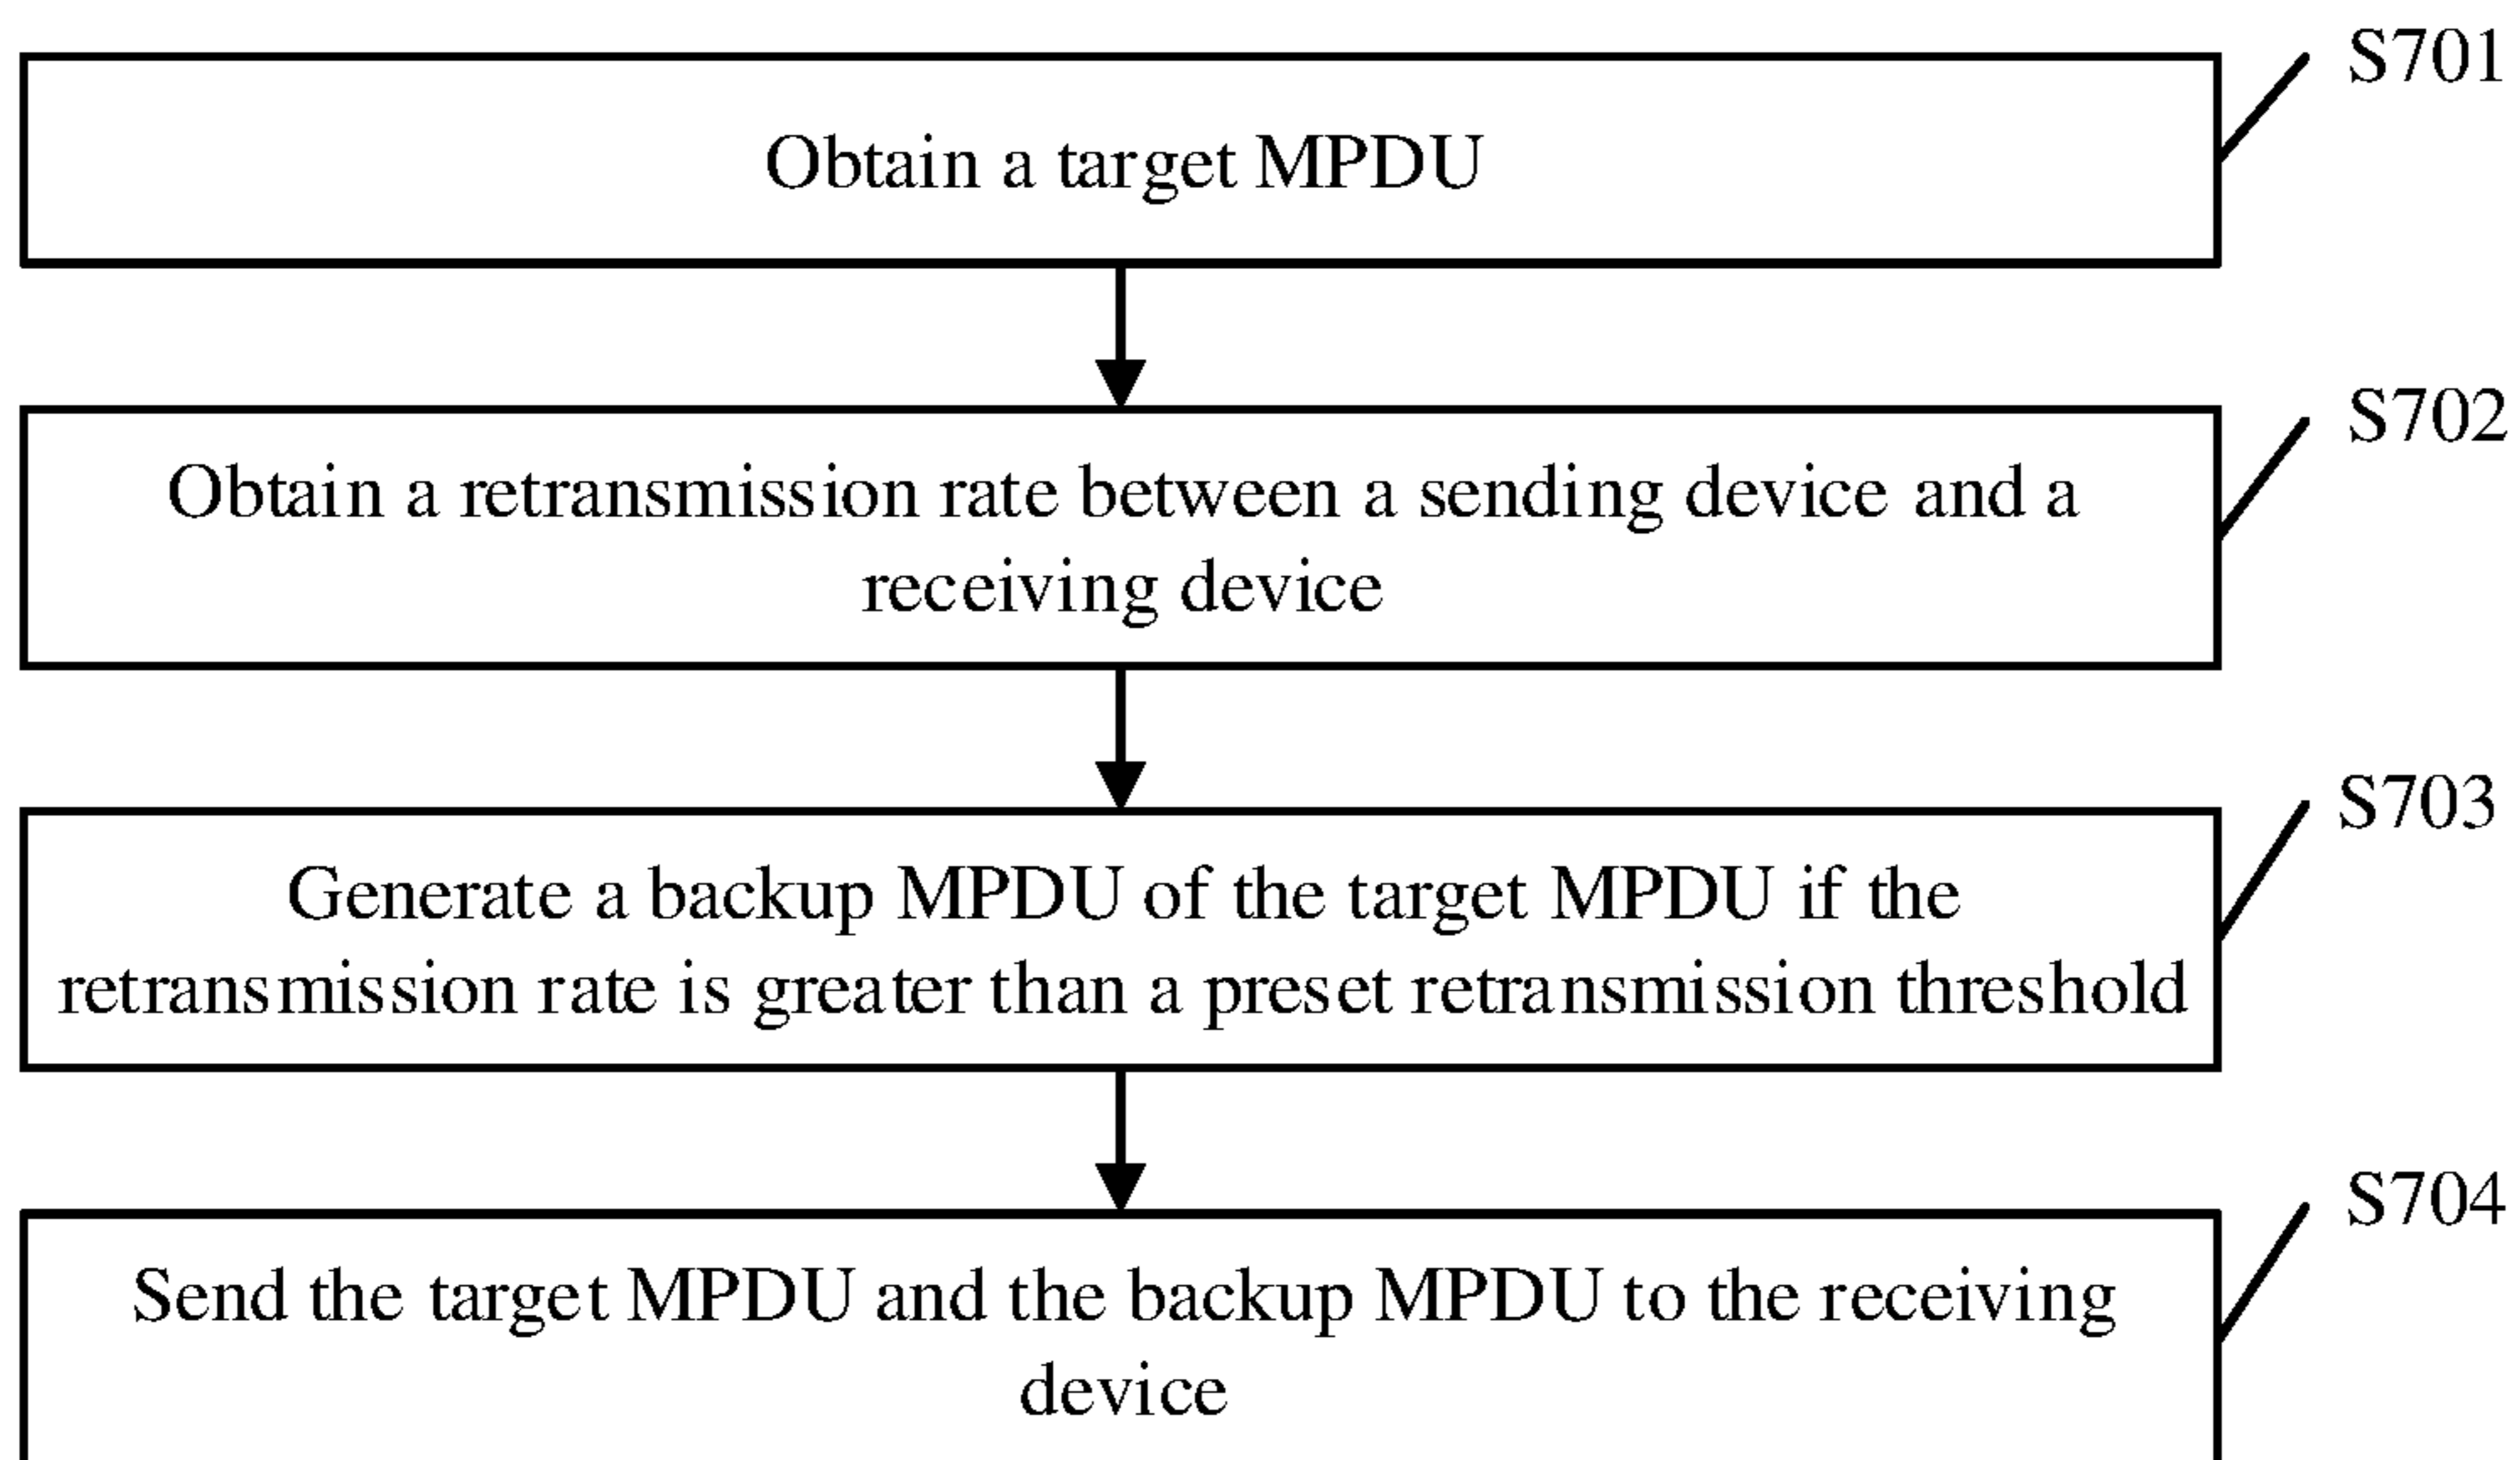 S701
Obtain a target MPDU
S702
Obtain a retransmission rate between a sending device and a
receiving device
S703
Generate a backup MPDU of the target MPDU if the
retransmission rate is greater than a preset retransmission threshold
S704
Send the target MPDU and the backup MPDU to the receiving
device